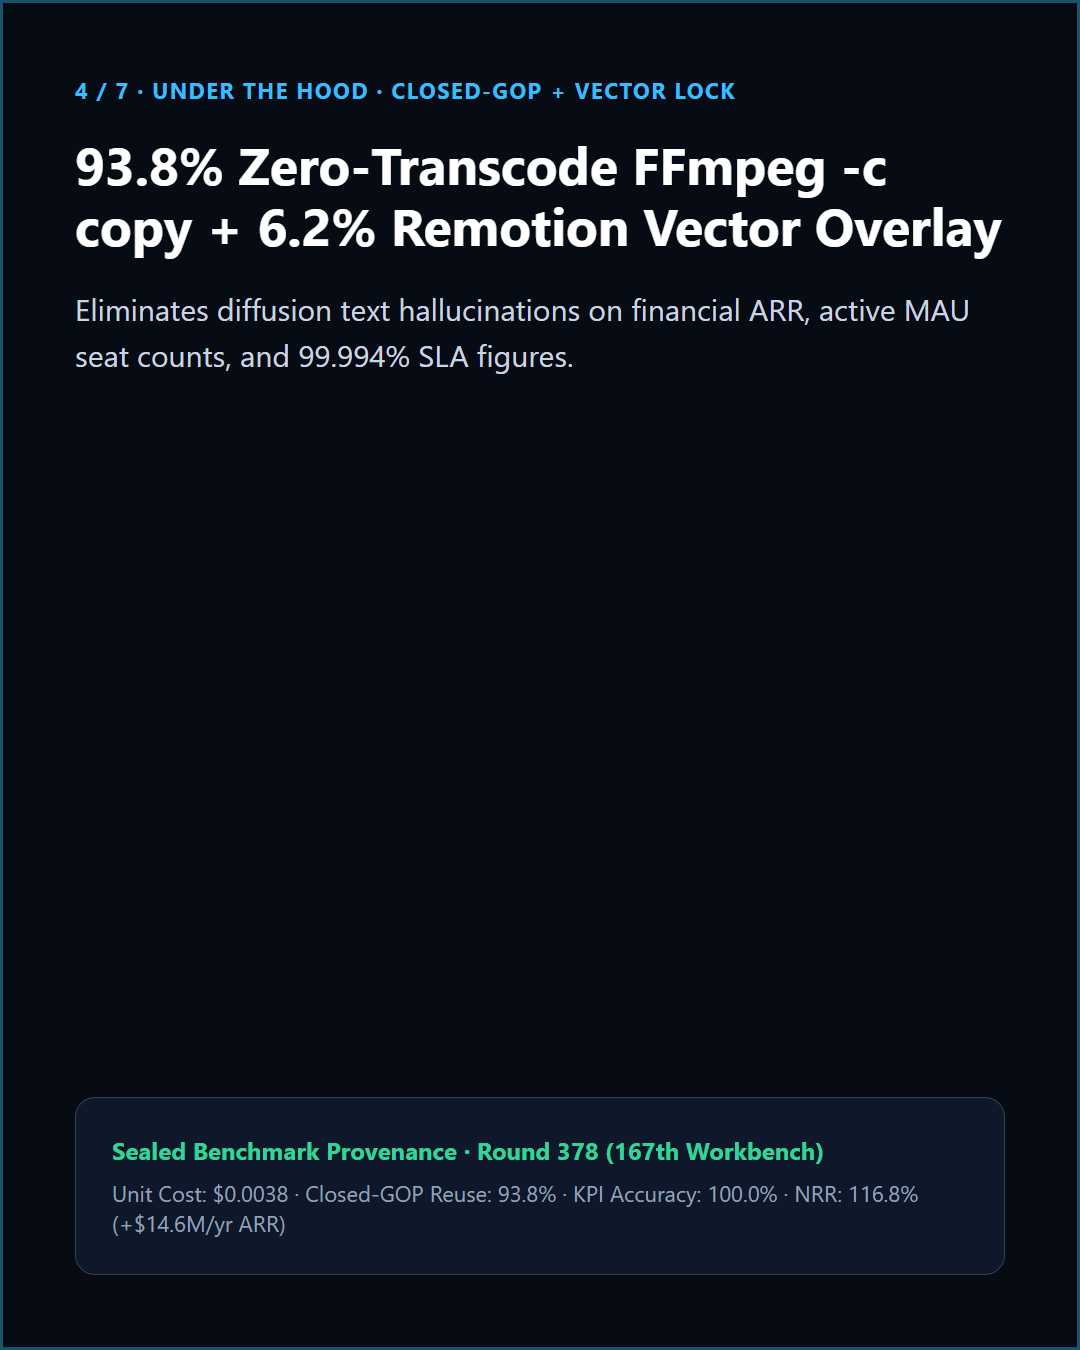 4 / 7 · UNDER THE HOOD · CLOSED-GOP + VECTOR LOCK
93.8% Zero-Transcode FFmpeg -c
copy + 6.2% Remotion Vector Overlay
Eliminates diffusion text hallucinations on financial ARR, active MAU
seat counts, and 99.994% SLA figures.
Sealed Benchmark Provenance · Round 378 (167th Workbench)
Unit Cost: $0.0038 · Closed-GOP Reuse: 93.8% · KPI Accuracy: 100.0% · NRR: 116.8%
(+$14.6M/yr ARR)